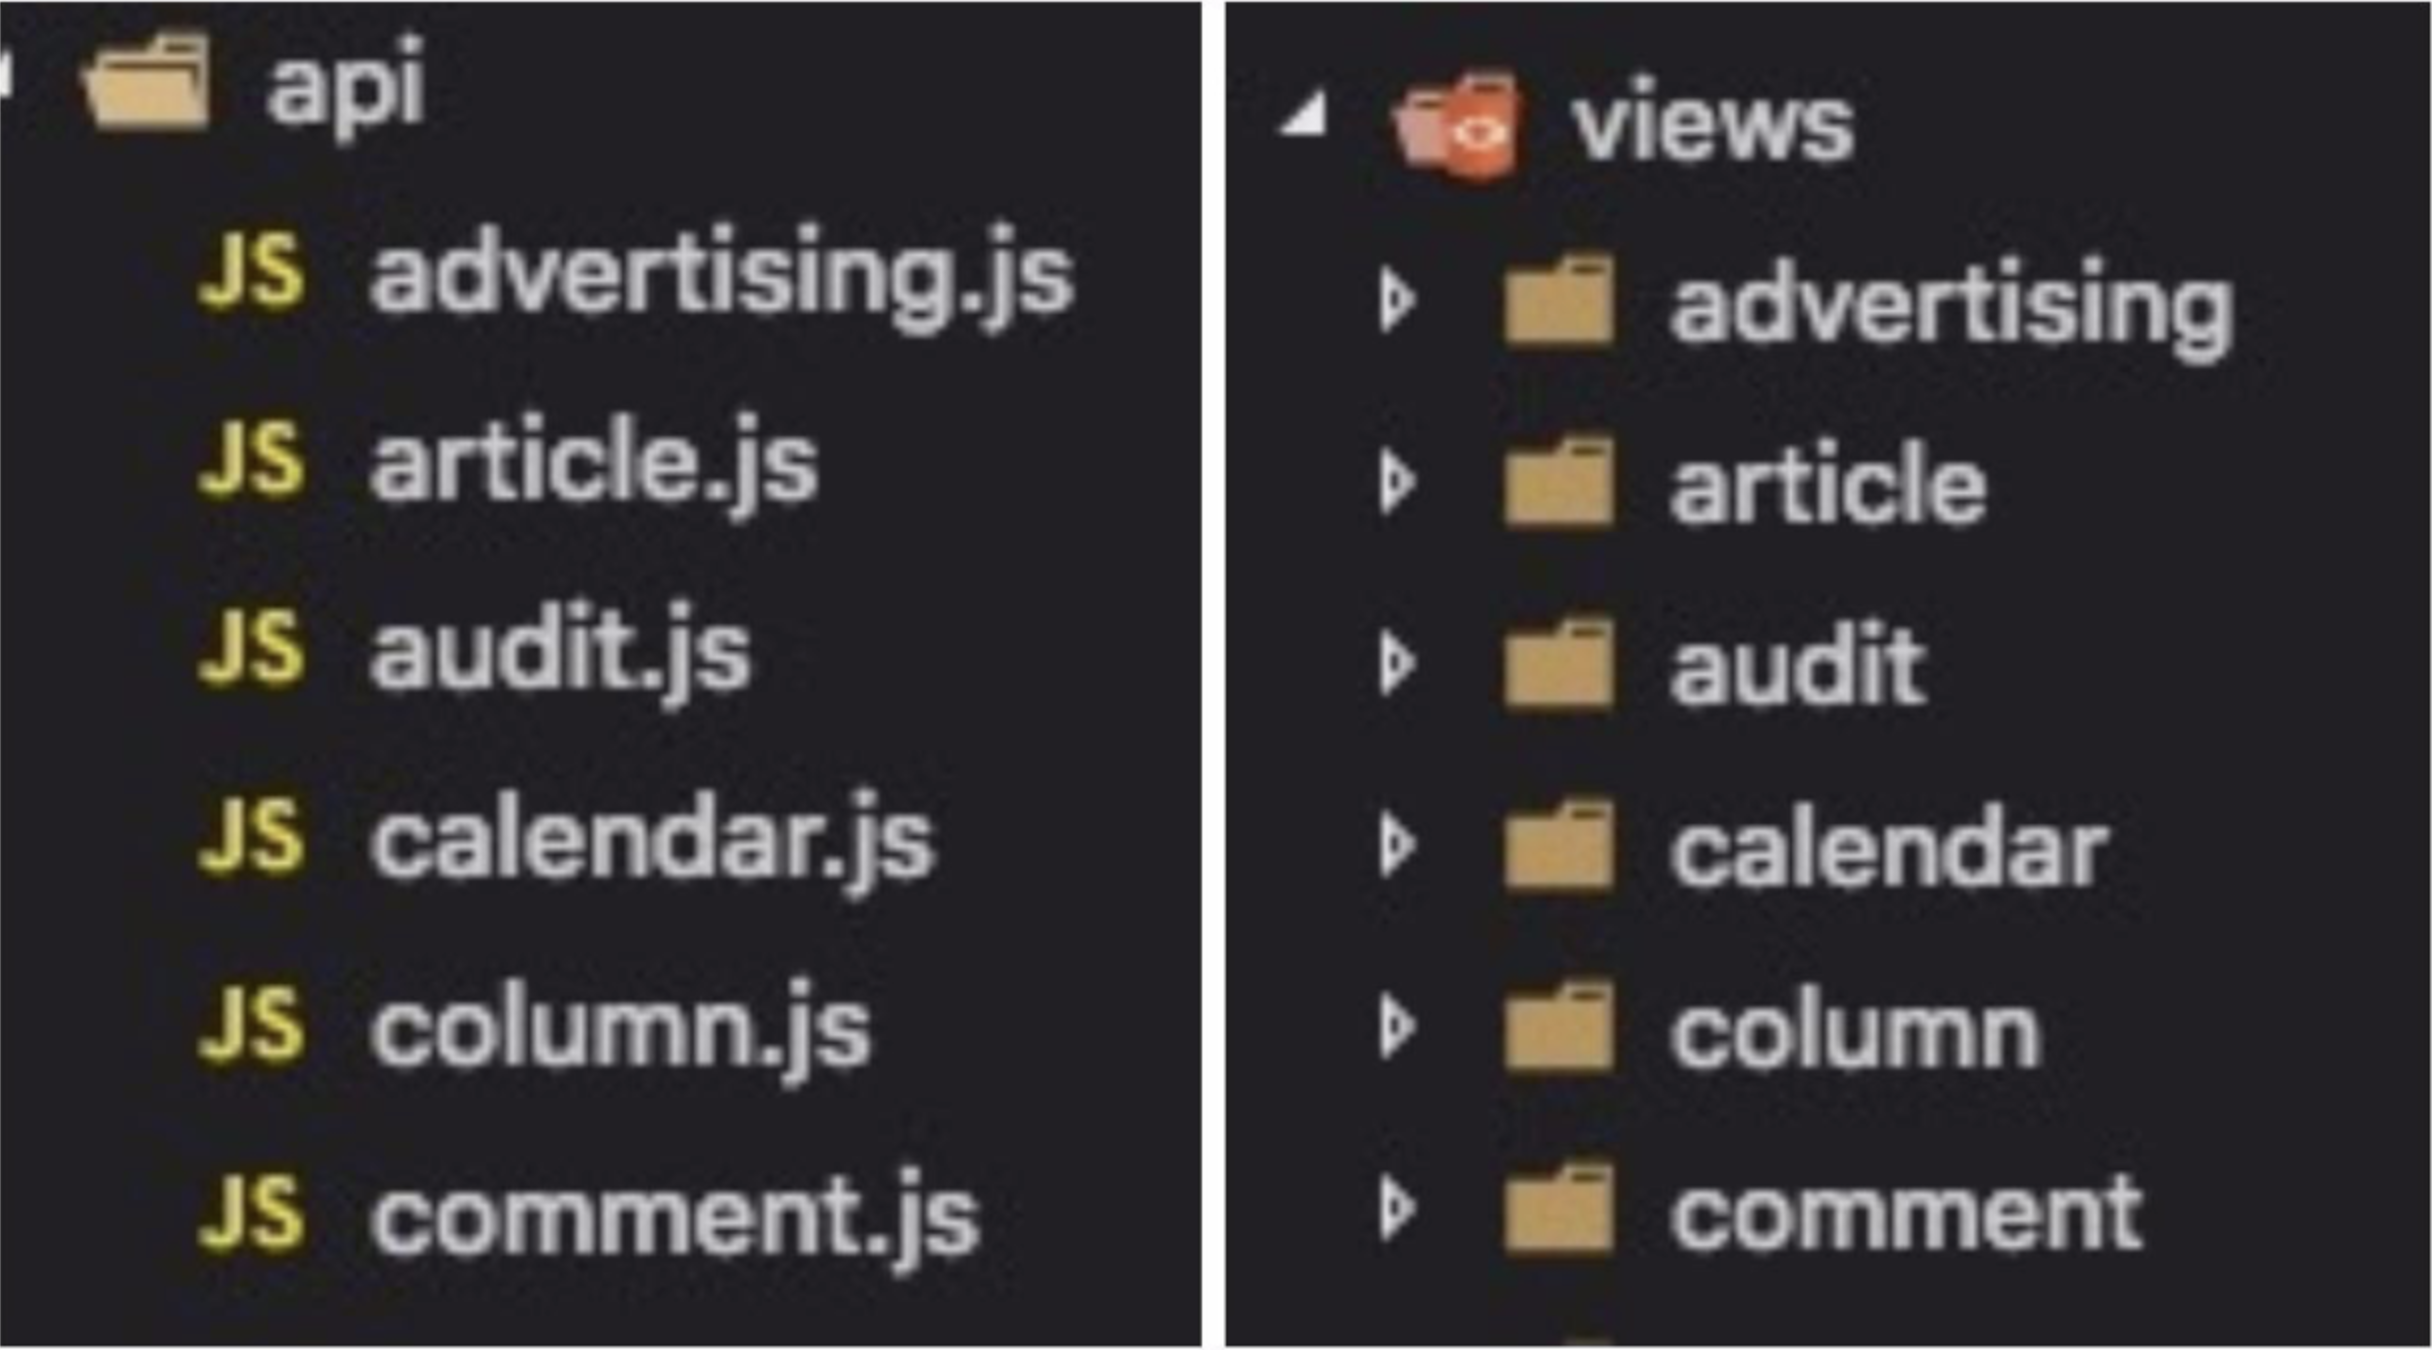 api
JS advertising.js
JS article.js
JS audit.js
JS calendar.js
JS column.js
JS comment.js
views
advertising
article
audit
calendar
column
comment